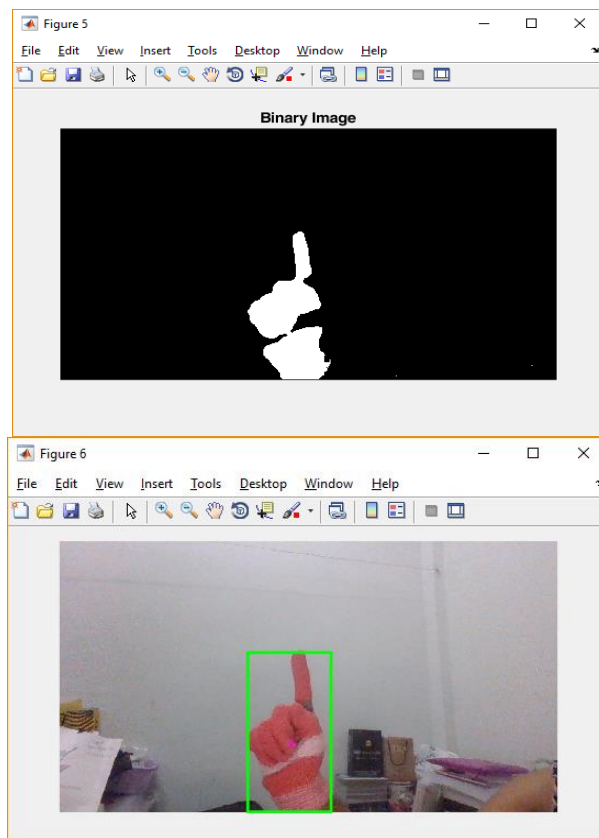 Figure 5
File Edit View Insert Tools Desktop Window Help
Binary Image
Figure 6
File Edit View Insert Tools Desktop Window Help